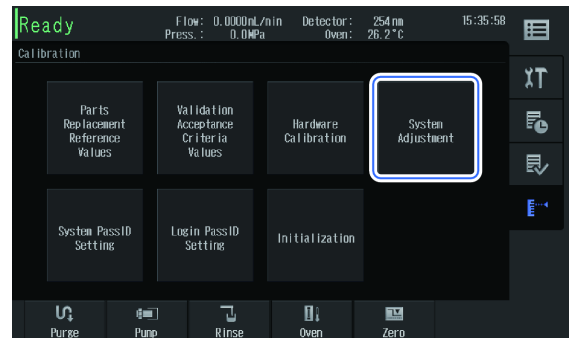 Ready
Flow: 0.0000mL/min Detector: 254 nm 15:35:58
Press.: 0.0MPa Oven: 26.2°C
Calibration
Parts Replacement Reference Values
Validation Acceptance Criteria Values
Hardware Calibration
System Adjustment
System PassID Setting
Login PassID Setting
Initialization
Purge
Pump
Rinse
Oven
Zero